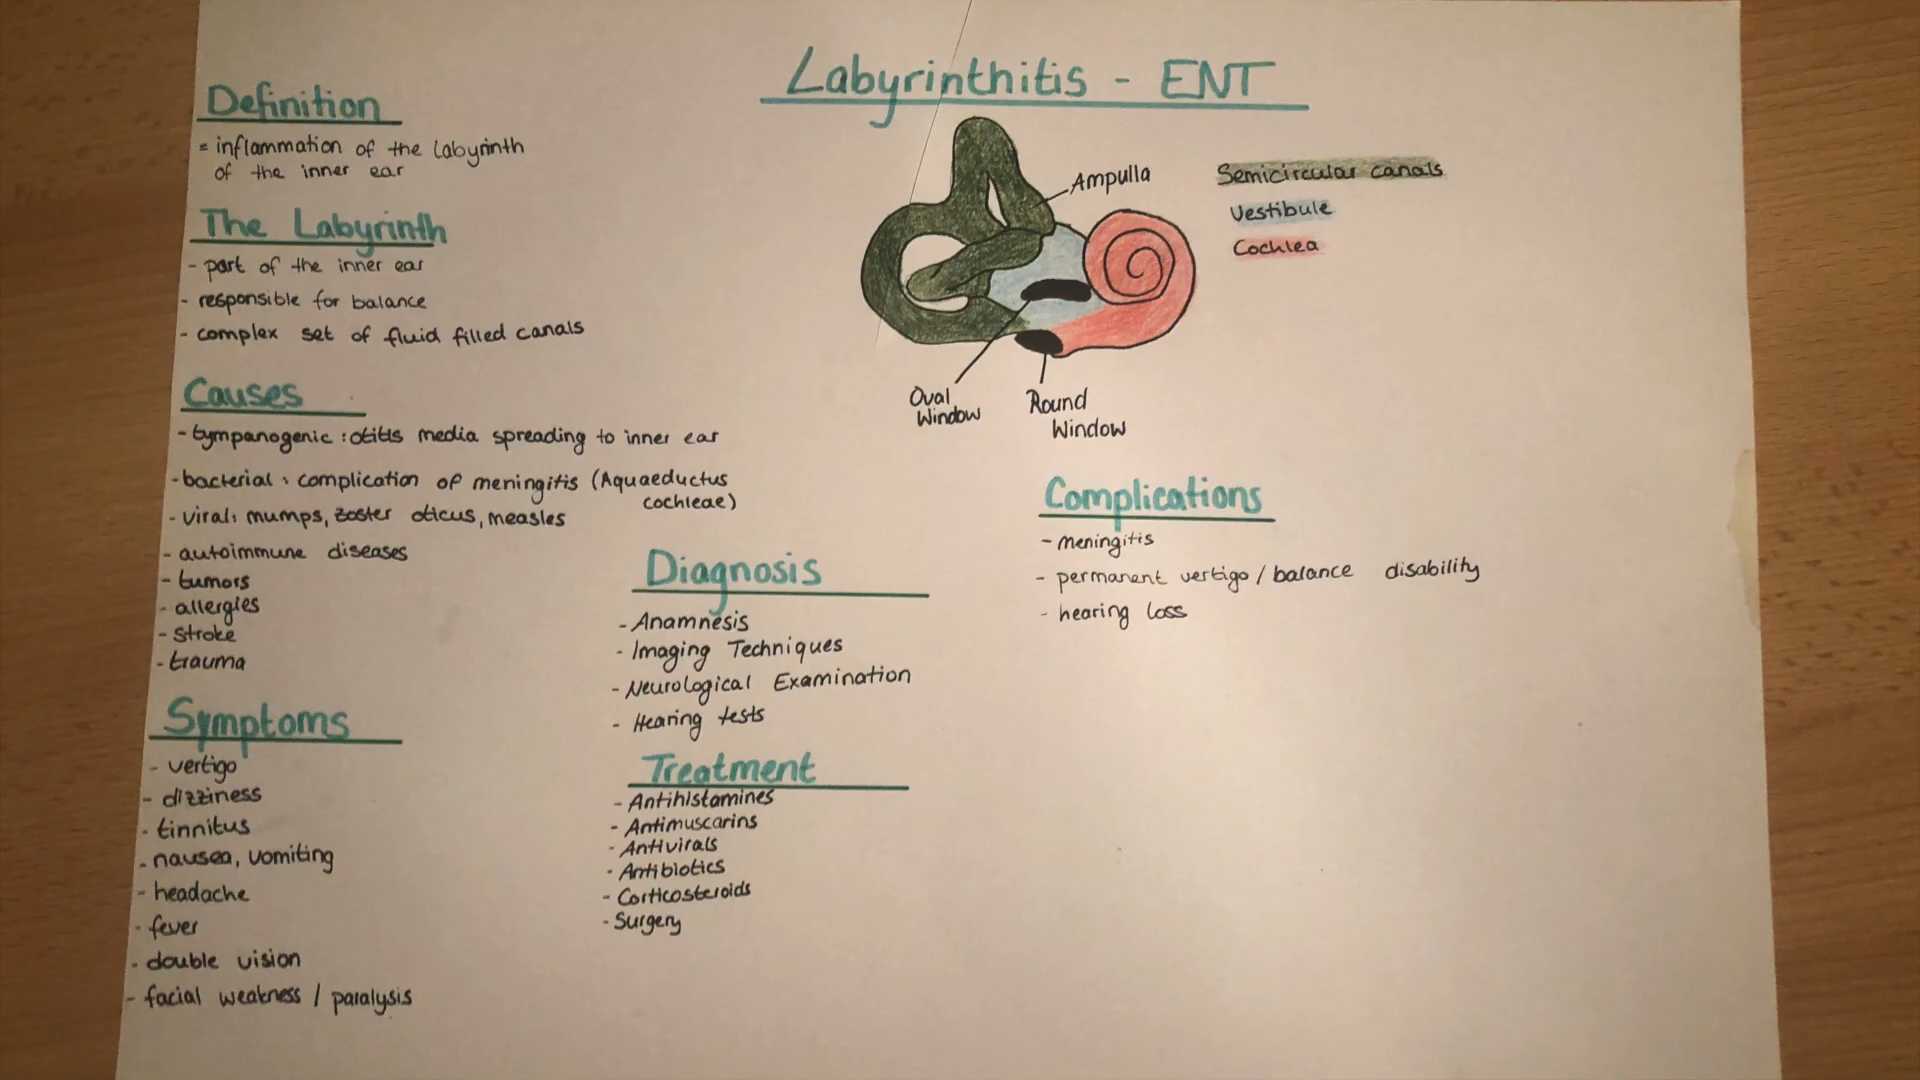 Labyrinthitis - ENT
Definition
= inflammation of the labyrinth
of the inner ear
The Labyrinth
- part of the inner ear
- responsible for balance
- complex set of fluid filled canals
Causes
- tympanogenic : otitis media spreading to inner ear
- bacterial : complication of meningitis (Aquaeductus
cochleae)
- viral: mumps, zoster oticus, measles
- autoimmune diseases
- tumors
- allergies
- stroke
- trauma
Symptoms
- vertigo
- dizziness
- tinnitus
- nausea, vomiting
- headache
- fever
- double vision
- facial weakness / paralysis
Diagnosis
- Anamnesis
- Imaging Techniques
- Neurological Examination
- Hearing tests
Treatment
- Antihistamines
- Antimuscarins
- Antivirals
- Antibiotics
- Corticosteroids
- Surgery
Ampulla
Semicircular canals
Vestibule
Cochlea
Oval
Window
Round
Window
Complications
- meningitis
- permanent vertigo / balance disability
- hearing loss